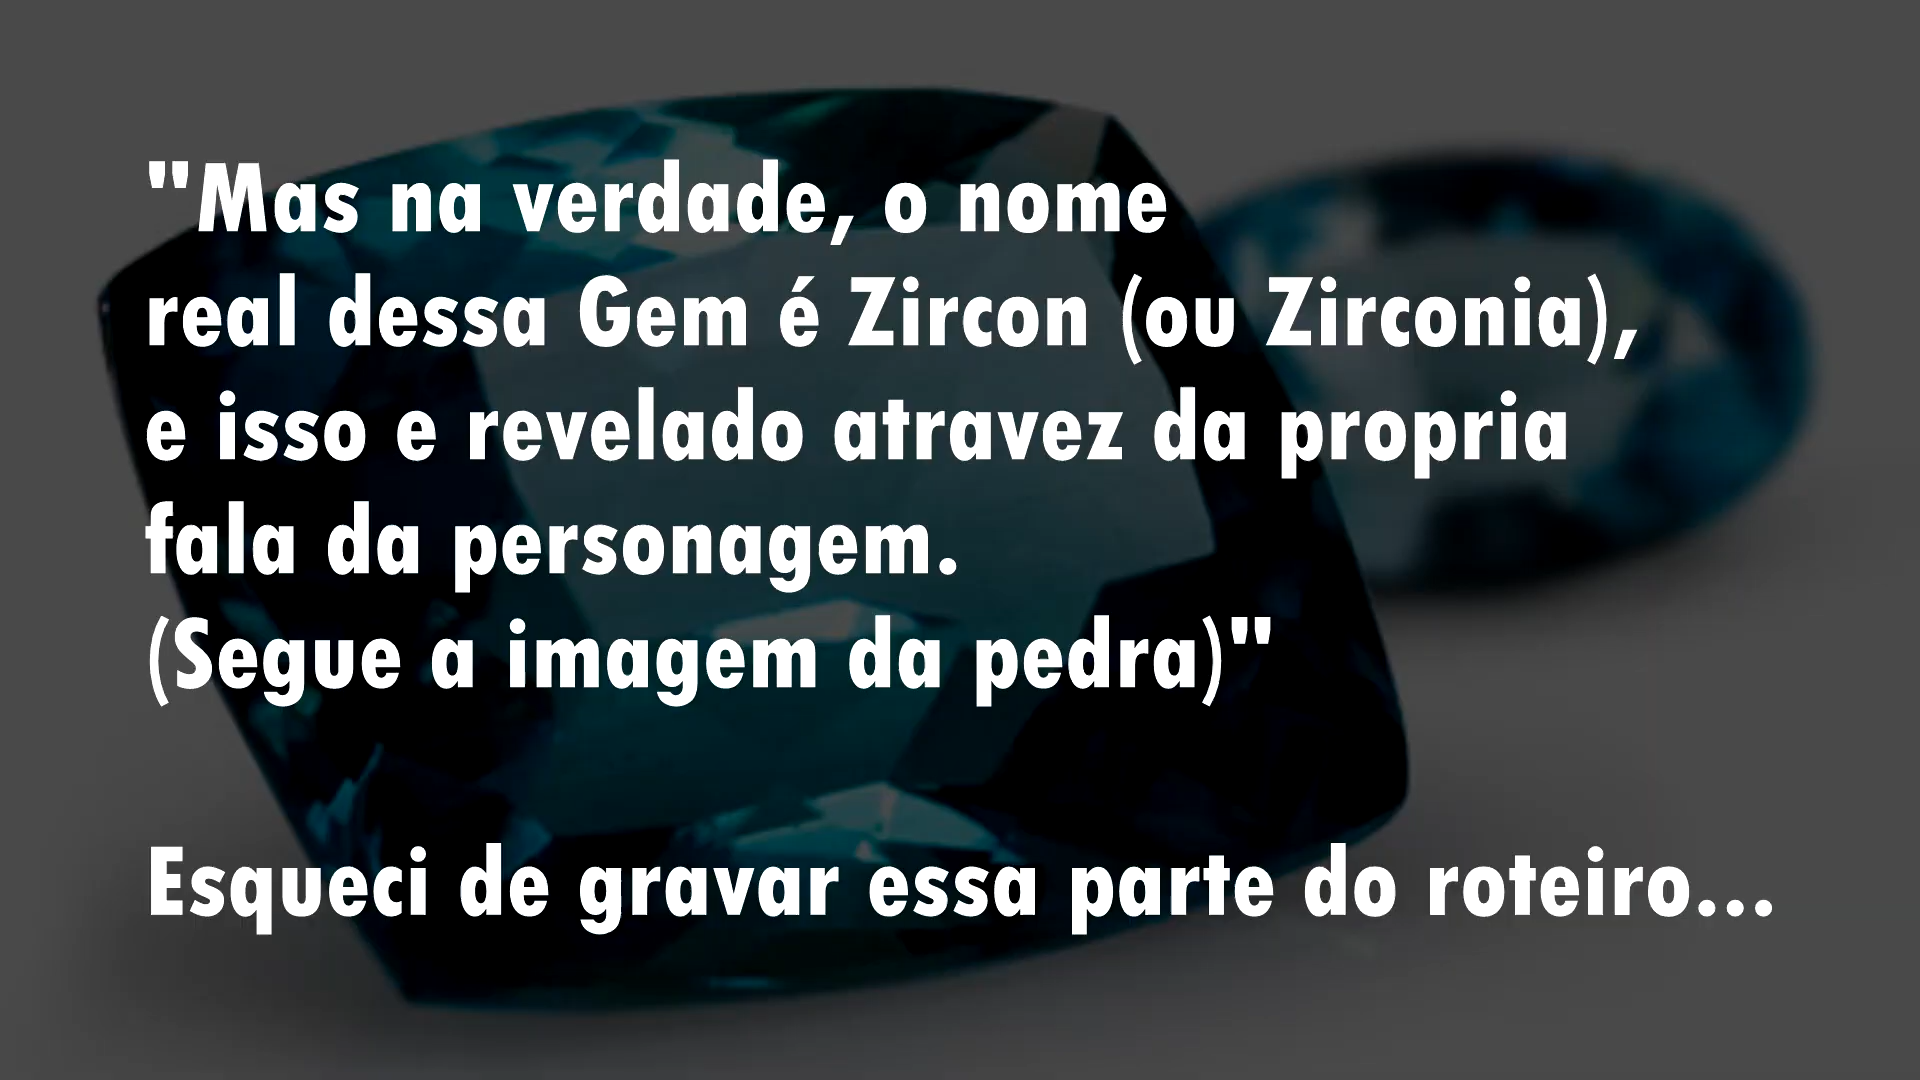 "Mas na verdade, o nome
real dessa Gem é Zircon (ou Zirconia),
e isso e revelado atravez da propria
fala da personagem.
(Segue a imagem da pedra)"
Esqueci de gravar essa parte do roteiro...